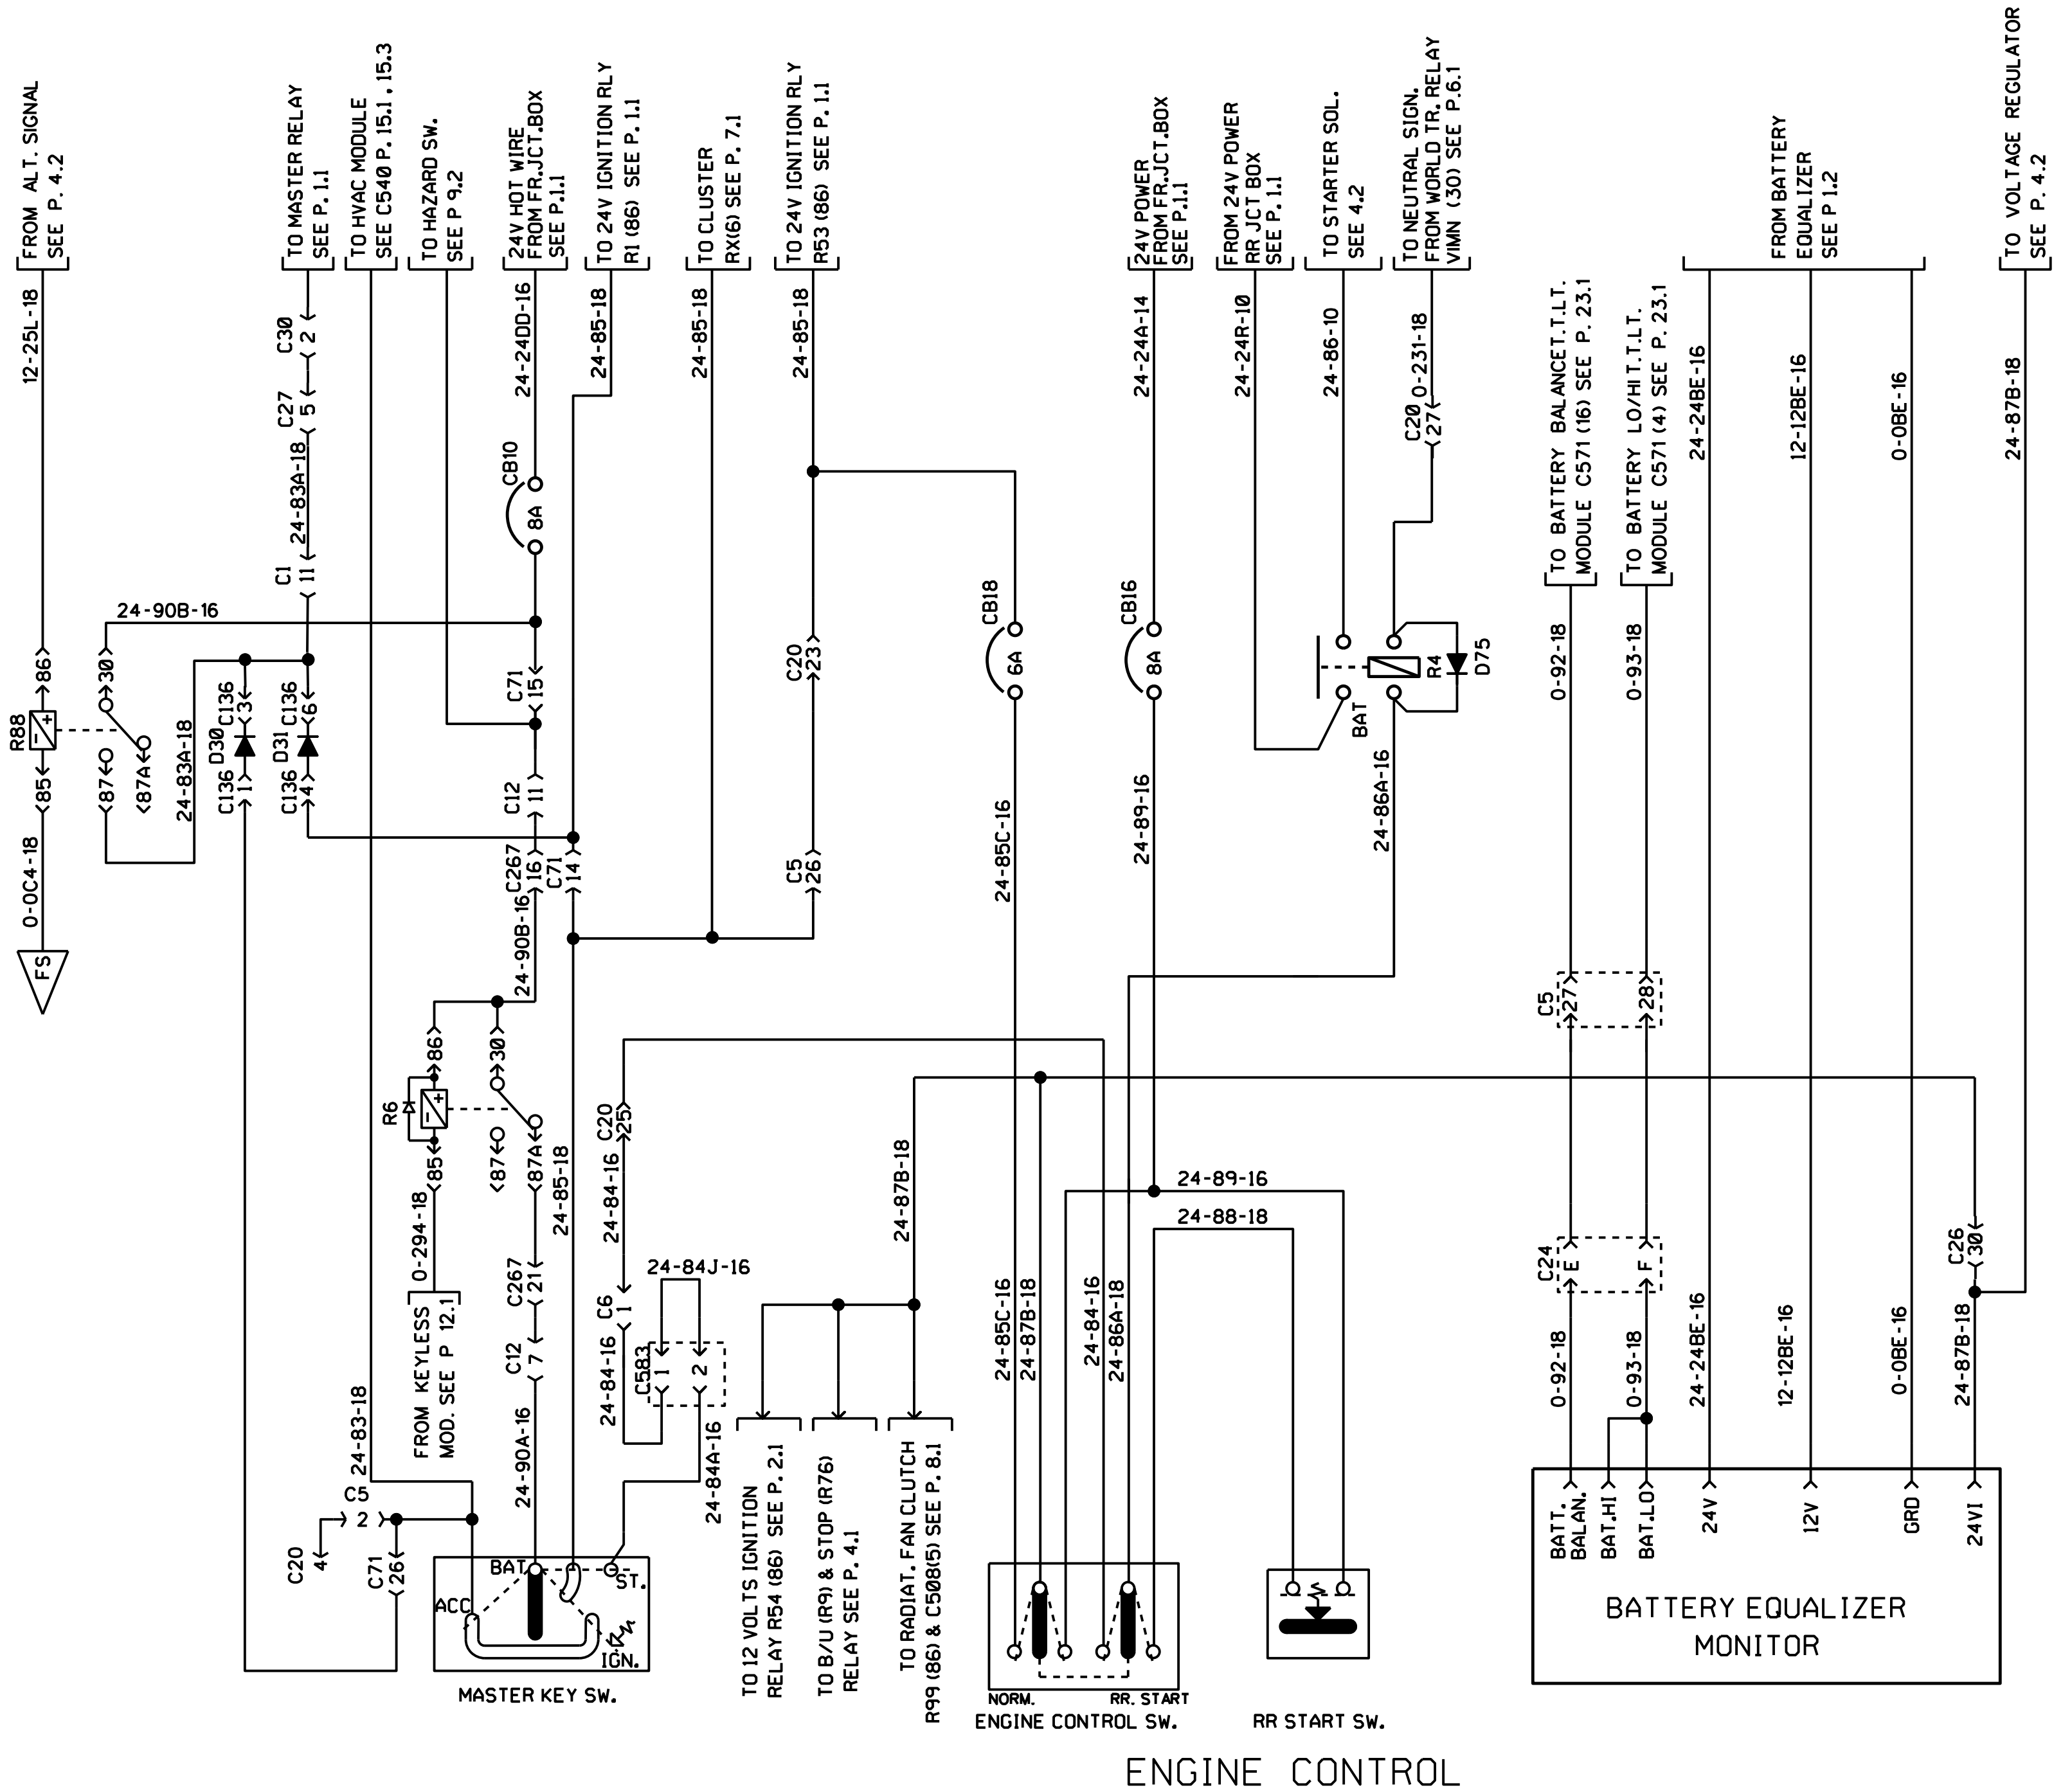 FROM ALT. SIGNAL
SEE P. 4.2
TO MASTER RELAY
SEE P. 1.1
TO HVAC MODULE
SEE C540 P. 15.1 , 15.3
TO HAZARD SW.
SEE P 9.2
24V HOT WIRE
FROM FR.JCT.BOX
SEE P.1.1
TO 24V IGNITION RLY
R1 (86) SEE P. 1.1
TO CLUSTER
RX(6) SEE P. 7.1
TO 24V IGNITION RLY
R53 (86) SEE P. 1.1
24V POWER
FROM FR.JCT.BOX
SEE P.1.1
FROM 24V POWER
RR JCT BOX
SEE P. 1.1
TO STARTER SOL.
SEE 4.2
TO NEUTRAL SIGN.
FROM WORLD TR. RELAY
VIMN (30) SEE P.6.1
FROM BATTERY
EQUALIZER
SEE P 1.2
TO VOLTAGE REGULATOR
SEE P. 4.2
12-25L-18
C30
2
C27
5
24-83A-18
C1
11
24-24DD-16
CB10
8A
24-85-18
24-85-18
24-85-18
24-24A-14
24-24R-10
24-86-10
0-231-18
C20
27
TO BATTERY BALANCET.T.LT.
MODULE C571 (16) SEE P. 23.1
TO BATTERY LO/HI T.T.LT.
MODULE C571 (4) SEE P. 23.1
24-24BE-16
12-12BE-16
0-0BE-16
24-87B-18
24-90B-16
86
30
R88
85
87
87A
24-83A-18
0-0C4-18
FS
C136
3
D30
C136
1
C136
6
D31
C136
4
C71
15
C12
11
C267
16
C71
14
24-90B-16
C20
23
C5
26
CB18
6A
24-85C-16
CB16
8A
24-89-16
BAT
R4
D75
24-86A-16
0-92-18
0-93-18
C5
27
28
86
30
R6
85
87
87A
0-294-18
FROM KEYLESS
MOD. SEE P 12.1
C267
21
C12
7
24-90A-16
24-85-18
C20
25
24-84-16
C6
1
24-84-16
24-84J-16
C583
1
2
24-84A-16
24-87B-18
TO 12 VOLTS IGNITION
RELAY R54 (86) SEE P. 2.1
TO B/U (R9) & STOP (R76)
RELAY SEE P. 4.1
TO RADIAT. FAN CLUTCH
R99 (86) & C508(5) SEE P. 8.1
24-89-16
24-88-18
24-85C-16
24-87B-18
24-84-16
24-86A-18
C24
E
F
0-92-18
0-93-18
24-24BE-16
12-12BE-16
0-0BE-16
C26
30
24-87B-18
24-83-18
C5
2
C20
4
C71
26
BAT
ST.
ACC
IGN.
MASTER KEY SW.
NORM.
RR. START
ENGINE CONTROL SW.
RR START SW.
BATT.
BALAN.
BAT.HI
BAT.LO
24V
12V
GRD
24VI
BATTERY EQUALIZER
MONITOR
ENGINE CONTROL